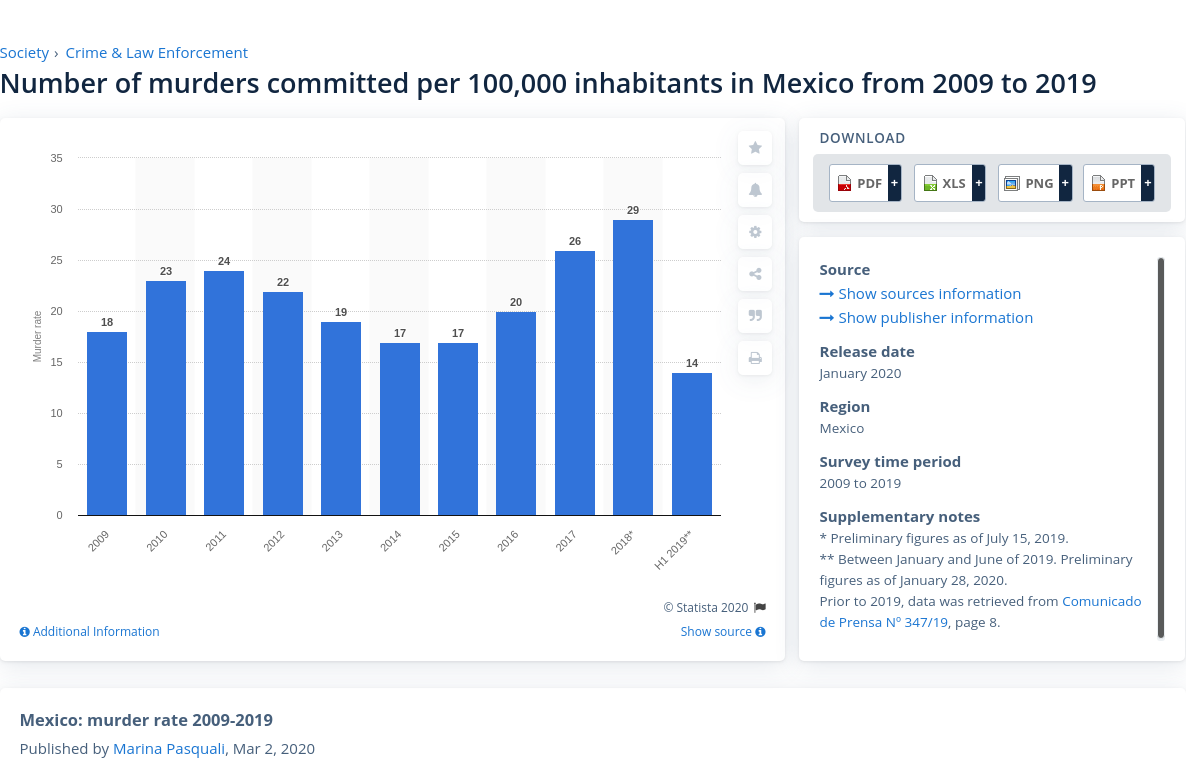 Society › Crime & Law Enforcement
Number of murders committed per 100,000 inhabitants in Mexico from 2009 to 2019
35
30
25
20
15
10
5
0
Murder rate
18
23
24
22
19
17
17
20
26
29
14
2009
2010
2011
2012
2013
2014
2015
2016
2017
2018*
H1 2019**
© Statista 2020
Additional Information
Show source
DOWNLOAD
PDF +
XLS +
PNG +
PPT +
Source
Show sources information
Show publisher information
Release date
January 2020
Region
Mexico
Survey time period
2009 to 2019
Supplementary notes
* Preliminary figures as of July 15, 2019.
** Between January and June of 2019. Preliminary
figures as of January 28, 2020.
Prior to 2019, data was retrieved from Comunicado
de Prensa Nº 347/19, page 8.
Mexico: murder rate 2009-2019
Published by Marina Pasquali, Mar 2, 2020